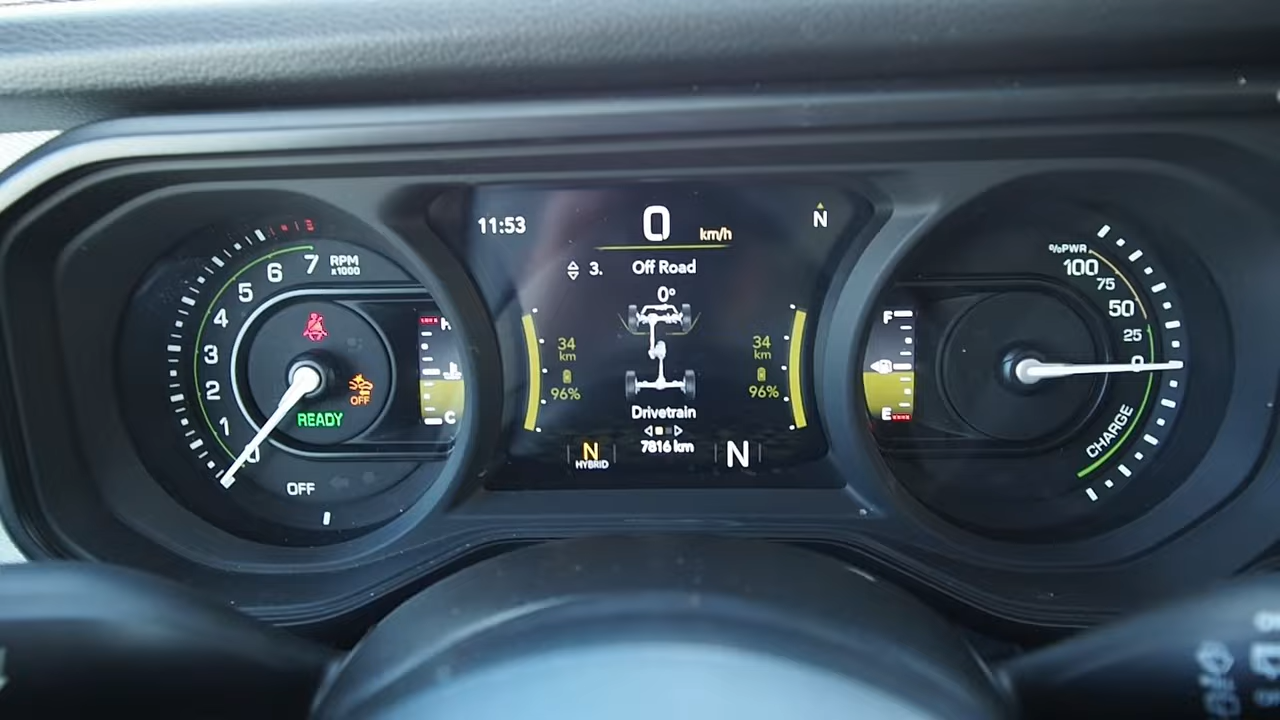 7
RPM
x1000
6
5
4
3
2
1
0
OFF
READY
OFF
H
C
11:53
0
km/h
N
3.
Off Road
0°
34
km
96%
34
km
96%
Drivetrain
7816 km
N
HYBRID
N
F
E
%PWR
100
75
50
25
0
CHARGE